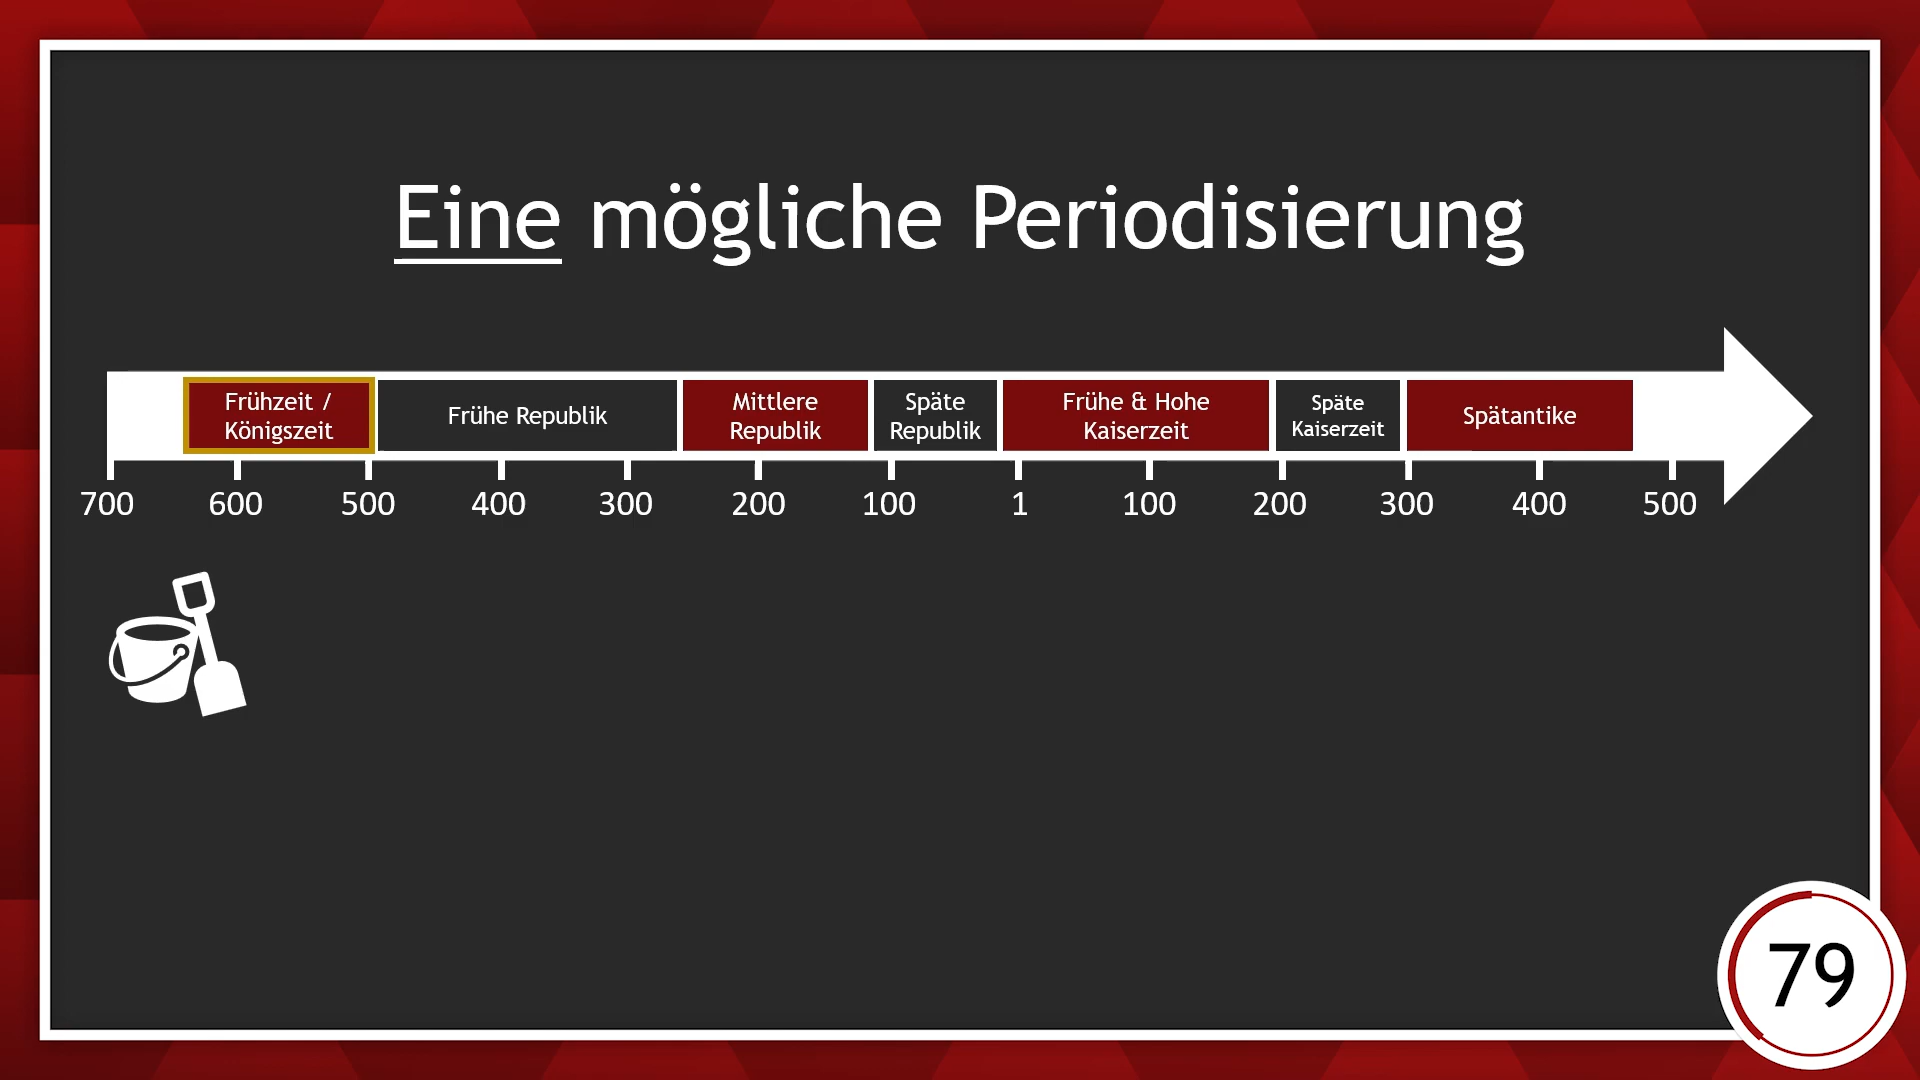 Eine mögliche Periodisierung
Frühzeit /
Königszeit
Frühe Republik
Mittlere
Republik
Späte
Republik
Frühe & Hohe
Kaiserzeit
Späte
Kaiserzeit
Spätantike
700 600 500 400 300 200 100 1 100 200 300 400 500
79